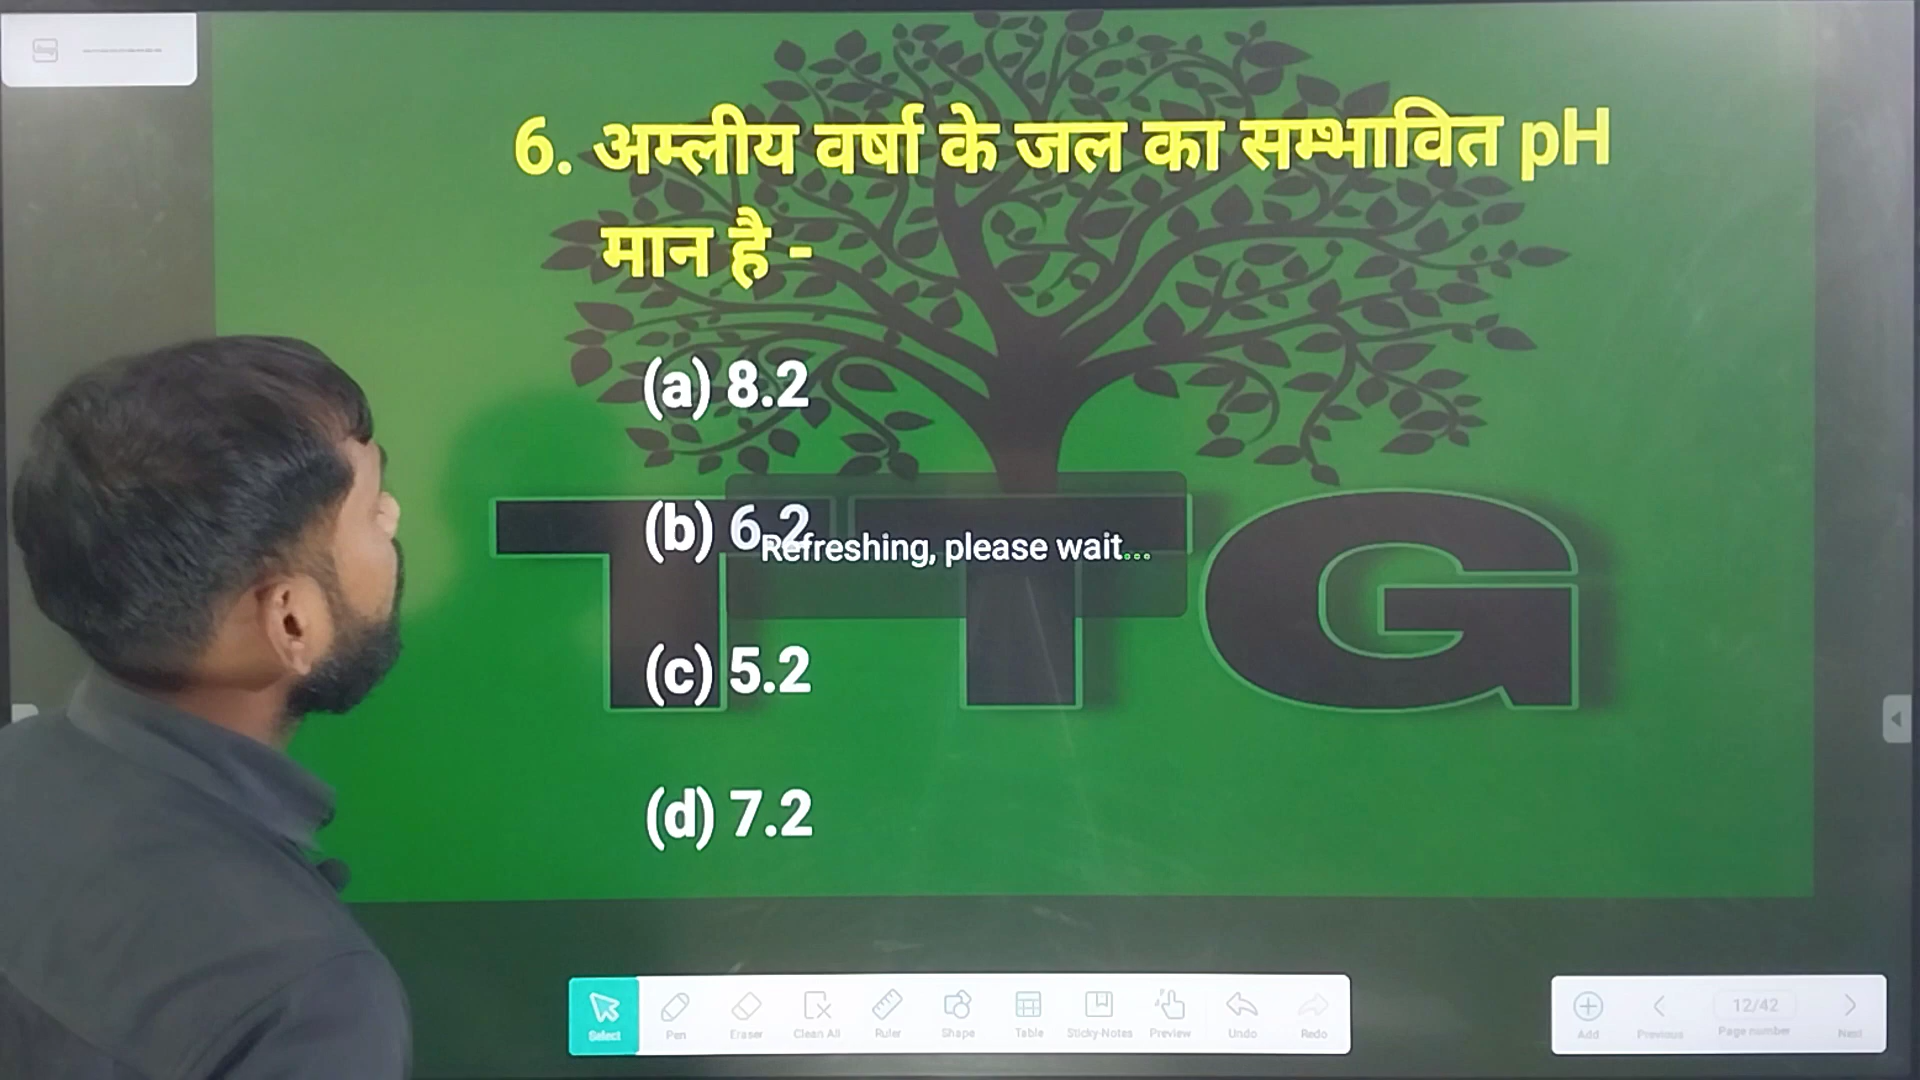 6. अम्लीय वर्षा के जल का सम्भावित pH
मान है -
(a) 8.2
(b) 6.2
Refreshing, please wait...
(c) 5.2
(d) 7.2
TTG
Select Pen Eraser Clean All Ruler Shape Table Sticky Notes Preview Undo Redo
12/42
Add Previous Page number Next